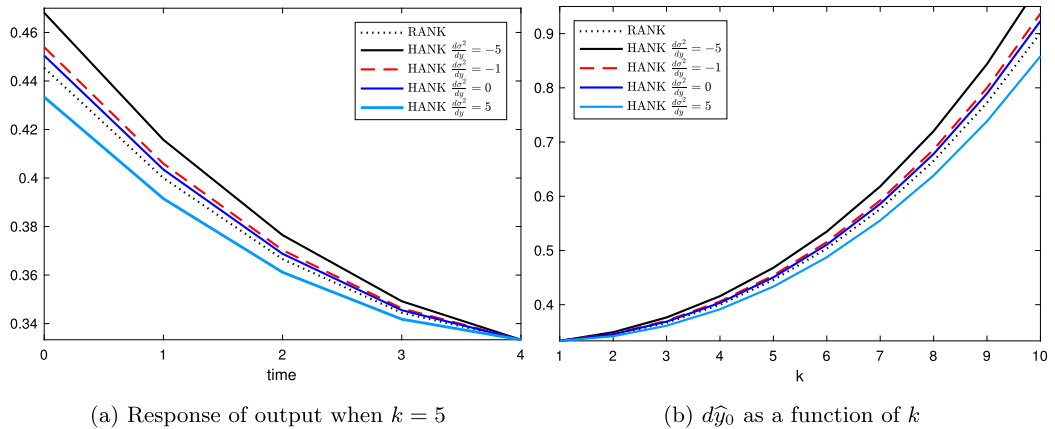 0.46
0.44
0.42
0.4
0.38
0.36
0.34
0
1
2
3
4
time
RANK
HANK dσ²/dy = −5
HANK dσ²/dy = −1
HANK dσ²/dy = 0
HANK dσ²/dy = 5
(a) Response of output when k = 5
0.9
0.8
0.7
0.6
0.5
0.4
1
2
3
4
5
6
7
8
9
10
k
RANK
HANK dσ²/dy = −5
HANK dσ²/dy = −1
HANK dσ²/dy = 0
HANK dσ²/dy = 5
(b) dŷ₀ as a function of k